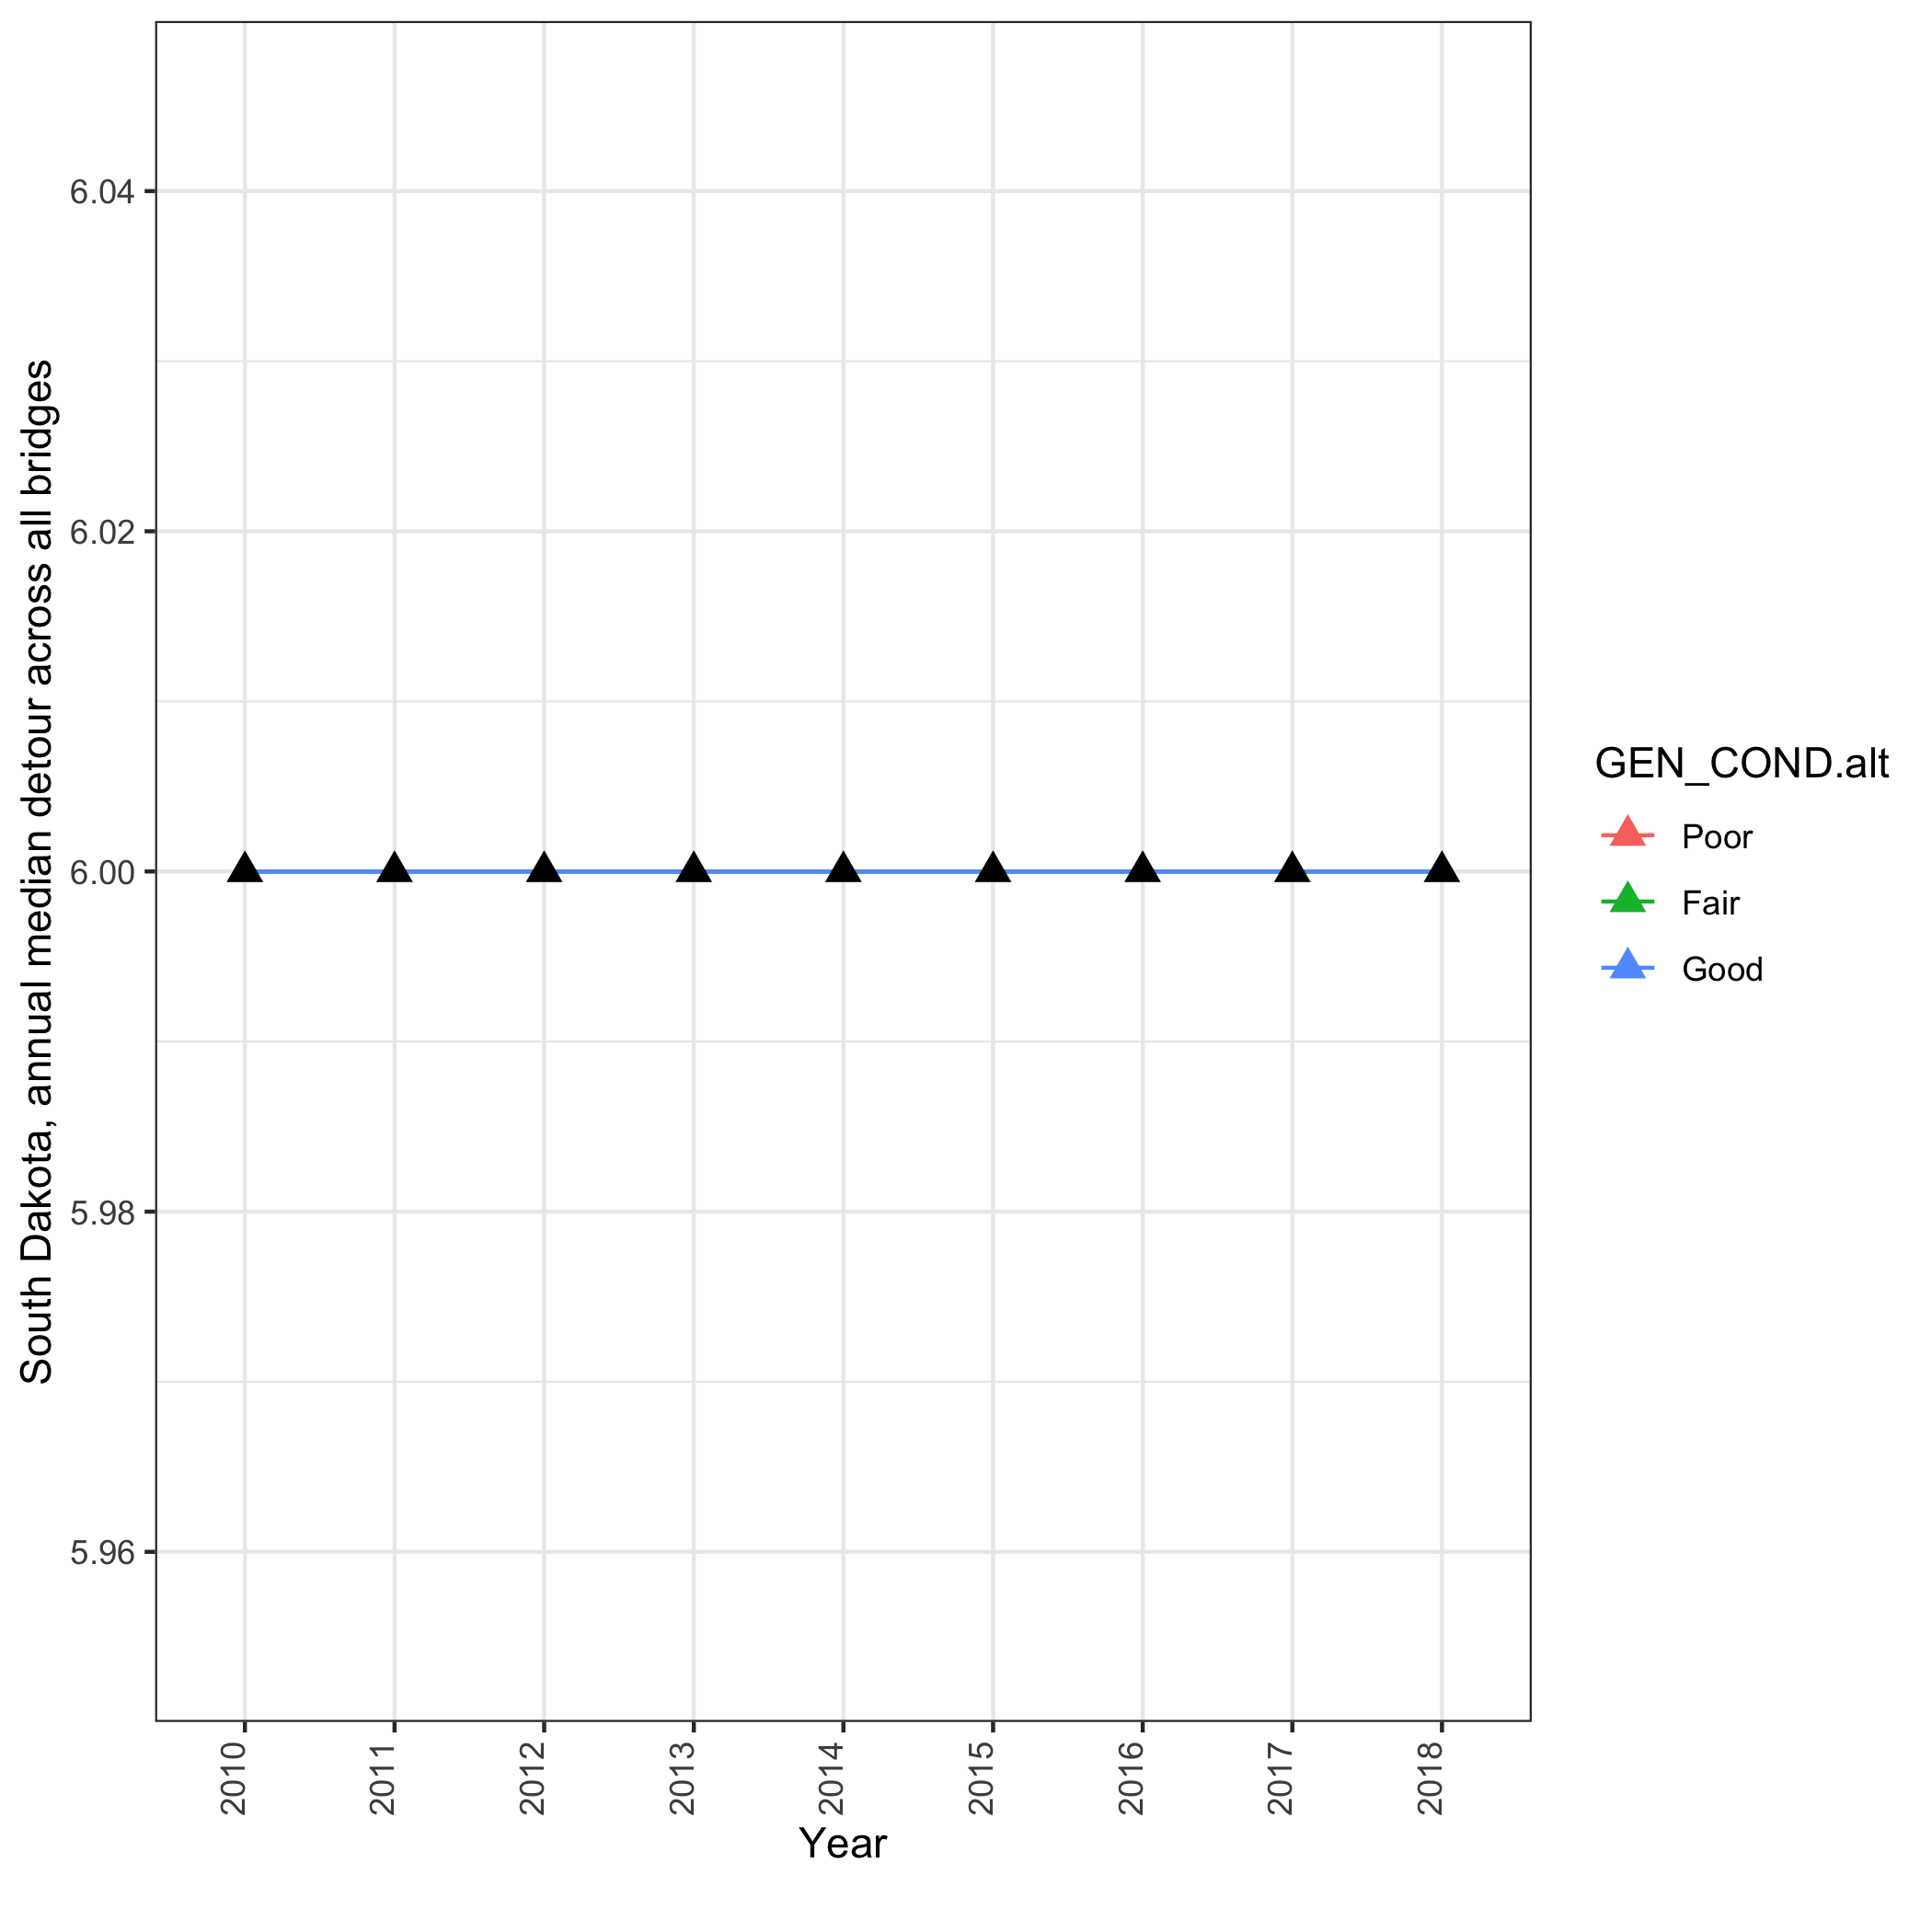 South Dakota, annual median detour across all bridges
6.04
6.02
6.00
5.98
5.96
2010
2011
2012
2013
2014
2015
2016
2017
2018
Year
GEN_COND.alt
Poor
Fair
Good